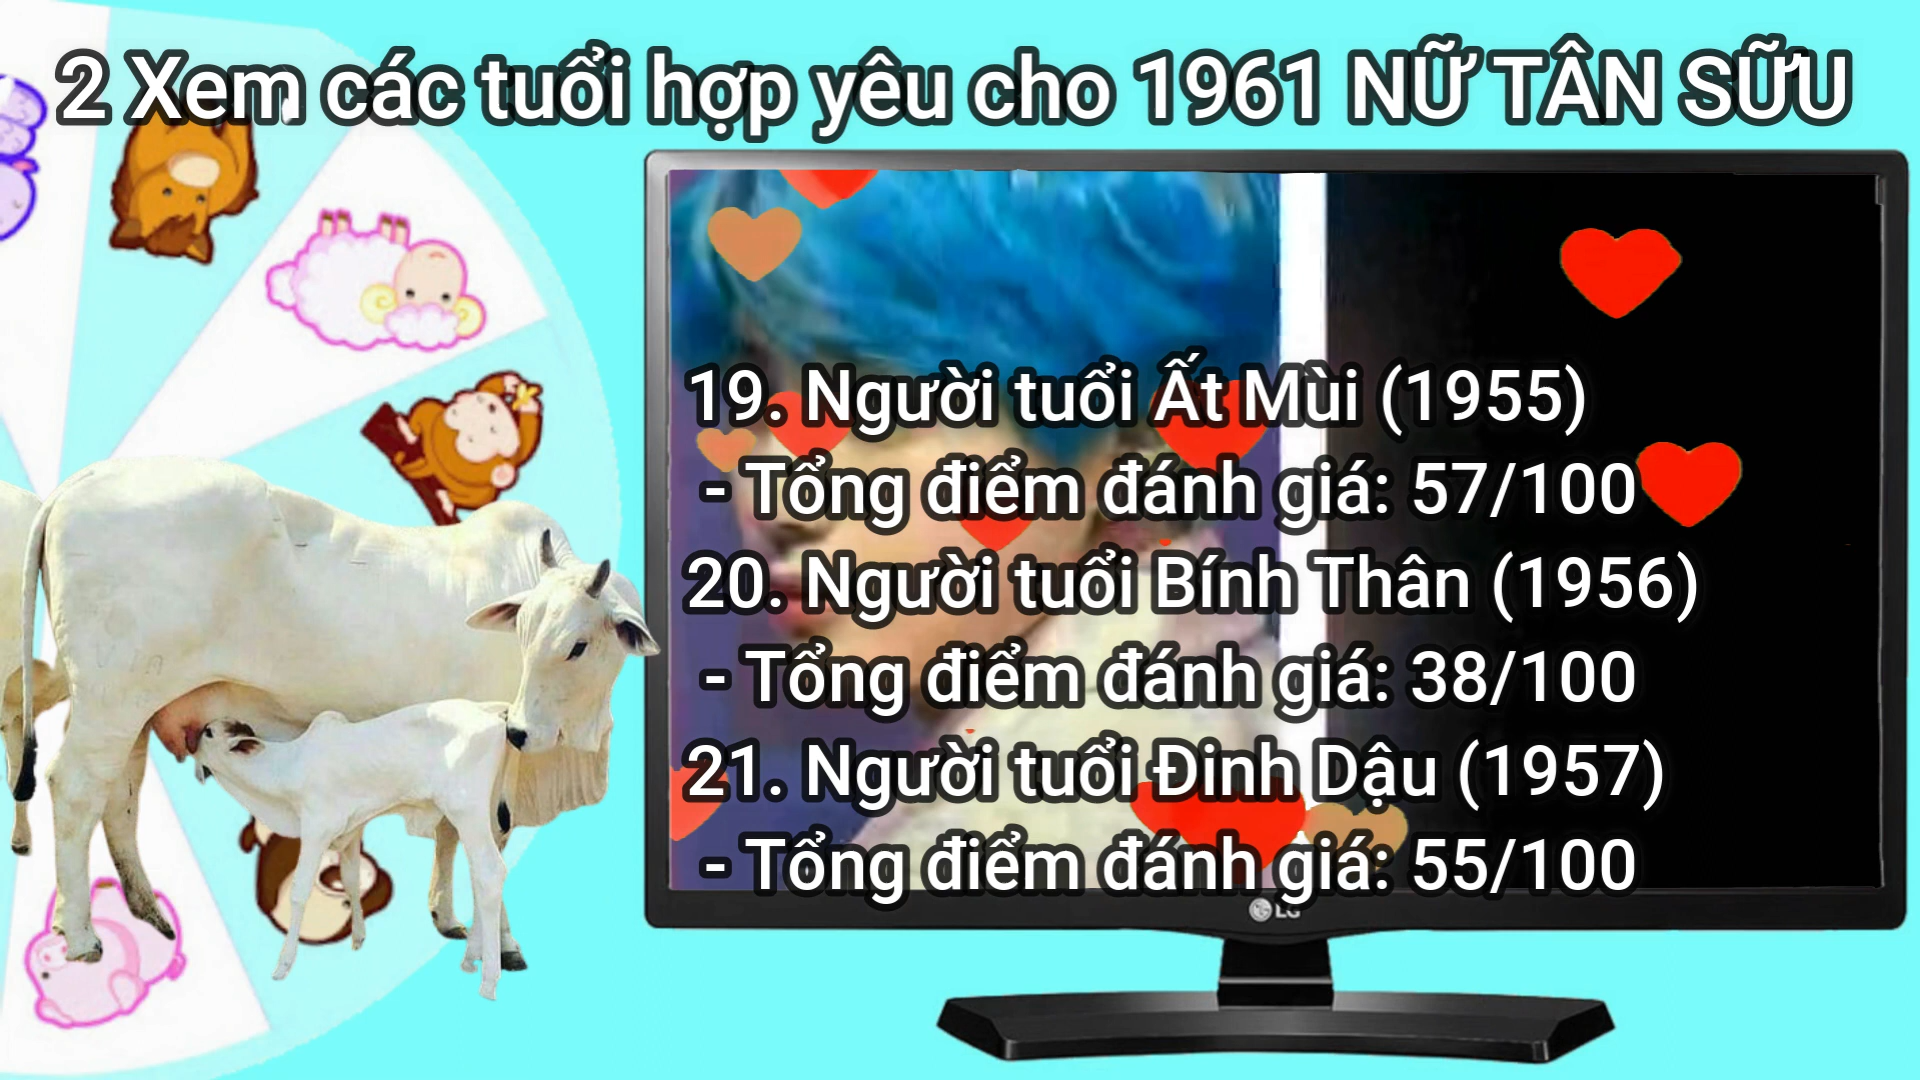 2 Xem các tuổi hợp yêu cho 1961 NỮ TÂN SỮU
19. Người tuổi Ất Mùi (1955)
- Tổng điểm đánh giá: 57/100
20. Người tuổi Bính Thân (1956)
- Tổng điểm đánh giá: 38/100
21. Người tuổi Đinh Dậu (1957)
- Tổng điểm đánh giá: 55/100
LG